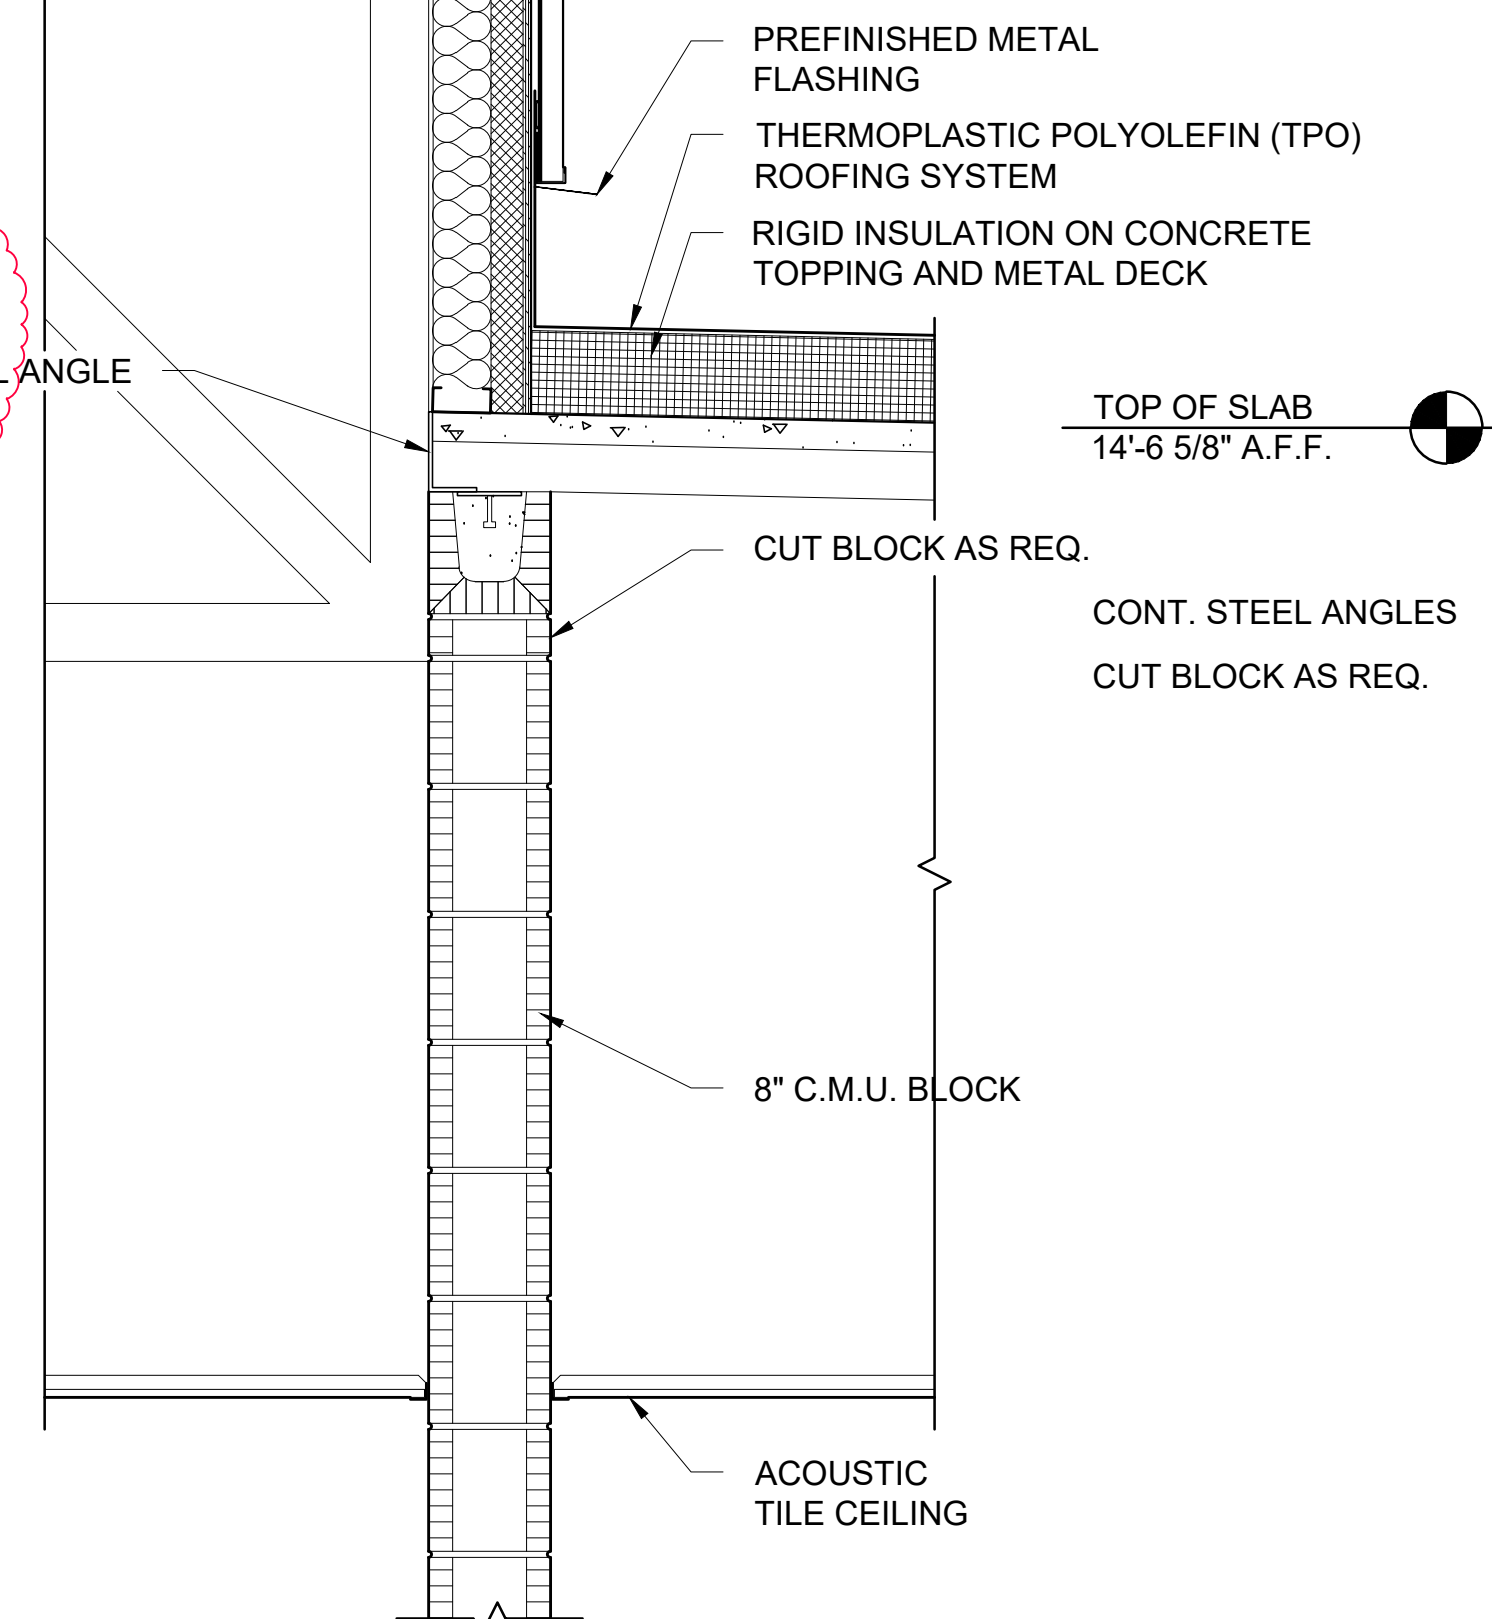 PREFINISHED METAL
FLASHING
THERMOPLASTIC POLYOLEFIN (TPO)
ROOFING SYSTEM
RIGID INSULATION ON CONCRETE
TOPPING AND METAL DECK
ANGLE
TOP OF SLAB
14'-6 5/8" A.F.F.
CUT BLOCK AS REQ.
CONT. STEEL ANGLES
CUT BLOCK AS REQ.
8" C.M.U. BLOCK
ACOUSTIC
TILE CEILING